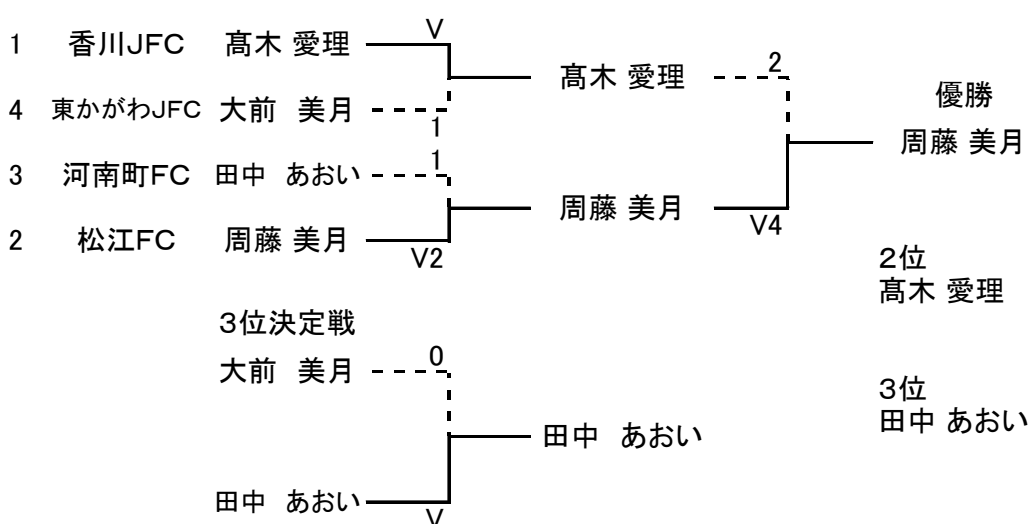 V
1 香川JFC 髙木 愛理
髙木 愛理 2
4 東かがわJFC 大前 美月
1
優勝
周藤 美月
3 河南町FC 田中 あおい 1
周藤 美月
V4
2 松江FC 周藤 美月
V2
2位
髙木 愛理
3位決定戦
大前 美月 0
3位
田中 あおい
田中 あおい
田中 あおい
V